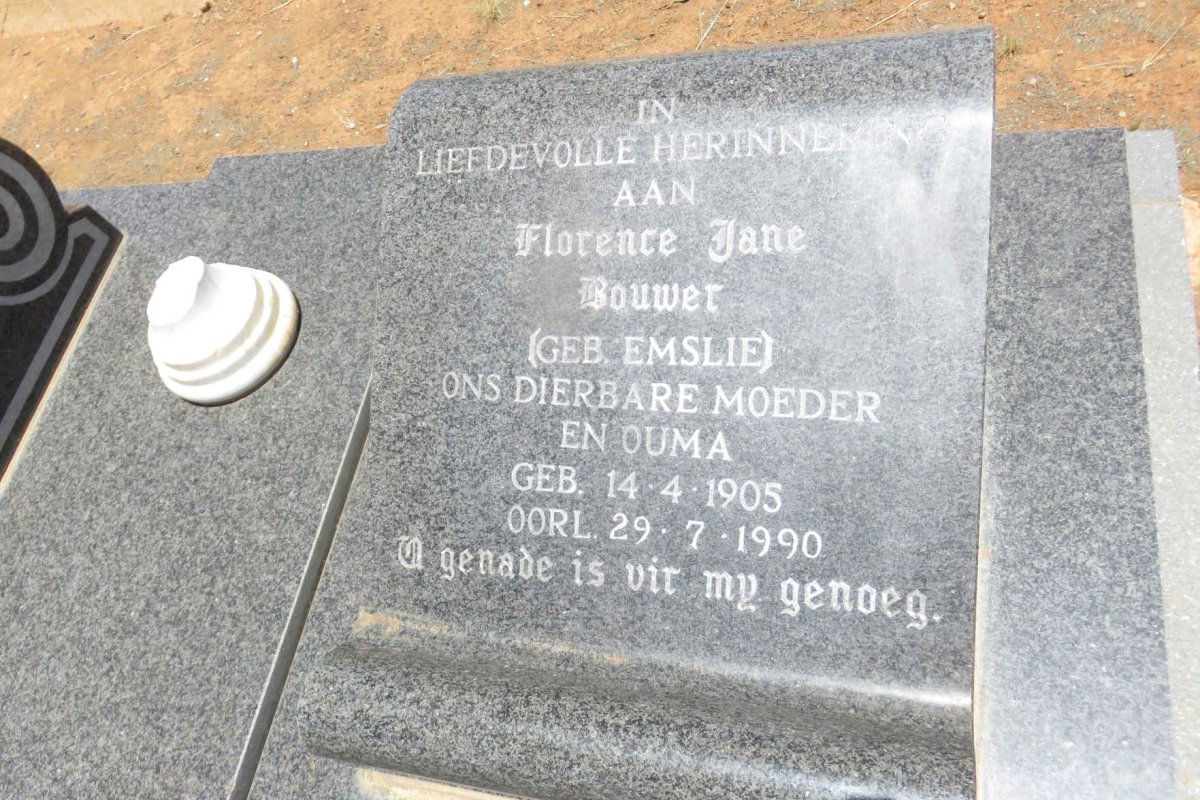 IN
LIEFDEVOLLE HERINNERING
AAN
Florence Jane
Bouwer
(GEB. EMSLIE)
ONS DIERBARE MOEDER
EN OUMA
GEB. 14·4·1905
OORL. 29·7·1990
U genade is vir my genoeg.